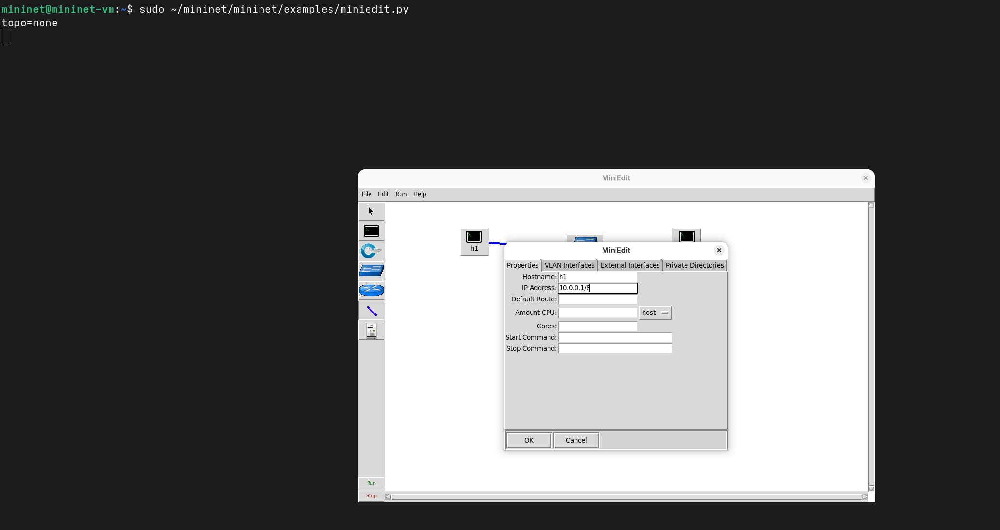 mininet@mininet-vm:~$ sudo ~/mininet/mininet/examples/miniedit.py
topo=none
MiniEdit
File Edit Run Help
h1
MiniEdit
Properties VLAN Interfaces External Interfaces Private Directories
Hostname: h1
IP Address: 10.0.0.1/8
Default Route:
Amount CPU: host
Cores:
Start Command:
Stop Command:
OK Cancel
Run
Stop